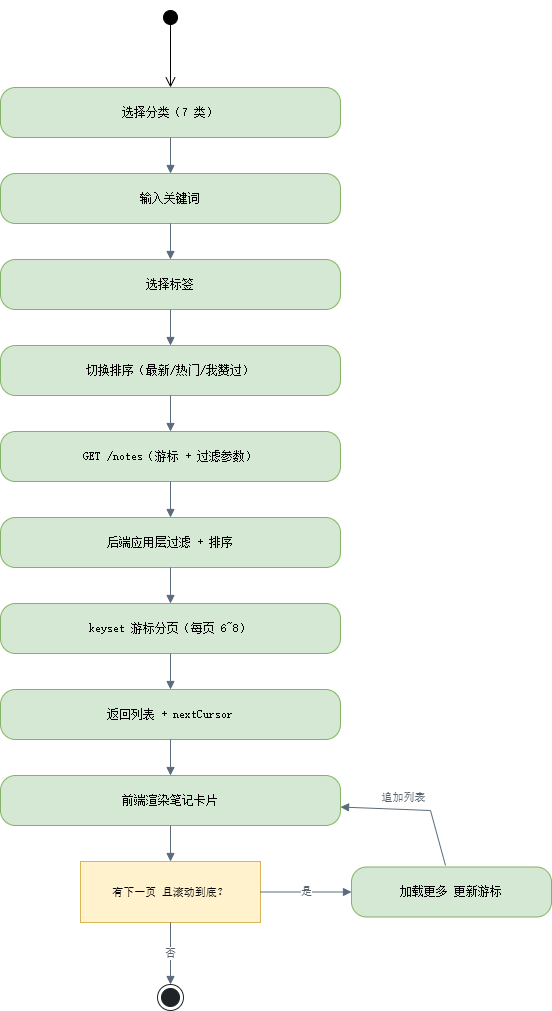 选择分类（7 类）
输入关键词
选择标签
切换排序（最新/热门/我赞过）
GET /notes（游标 + 过滤参数）
后端应用层过滤 + 排序
keyset 游标分页（每页 6~8）
返回列表 + nextCursor
前端渲染笔记卡片
追加列表
有下一页 且滚动到底?
是
加载更多 更新游标
否